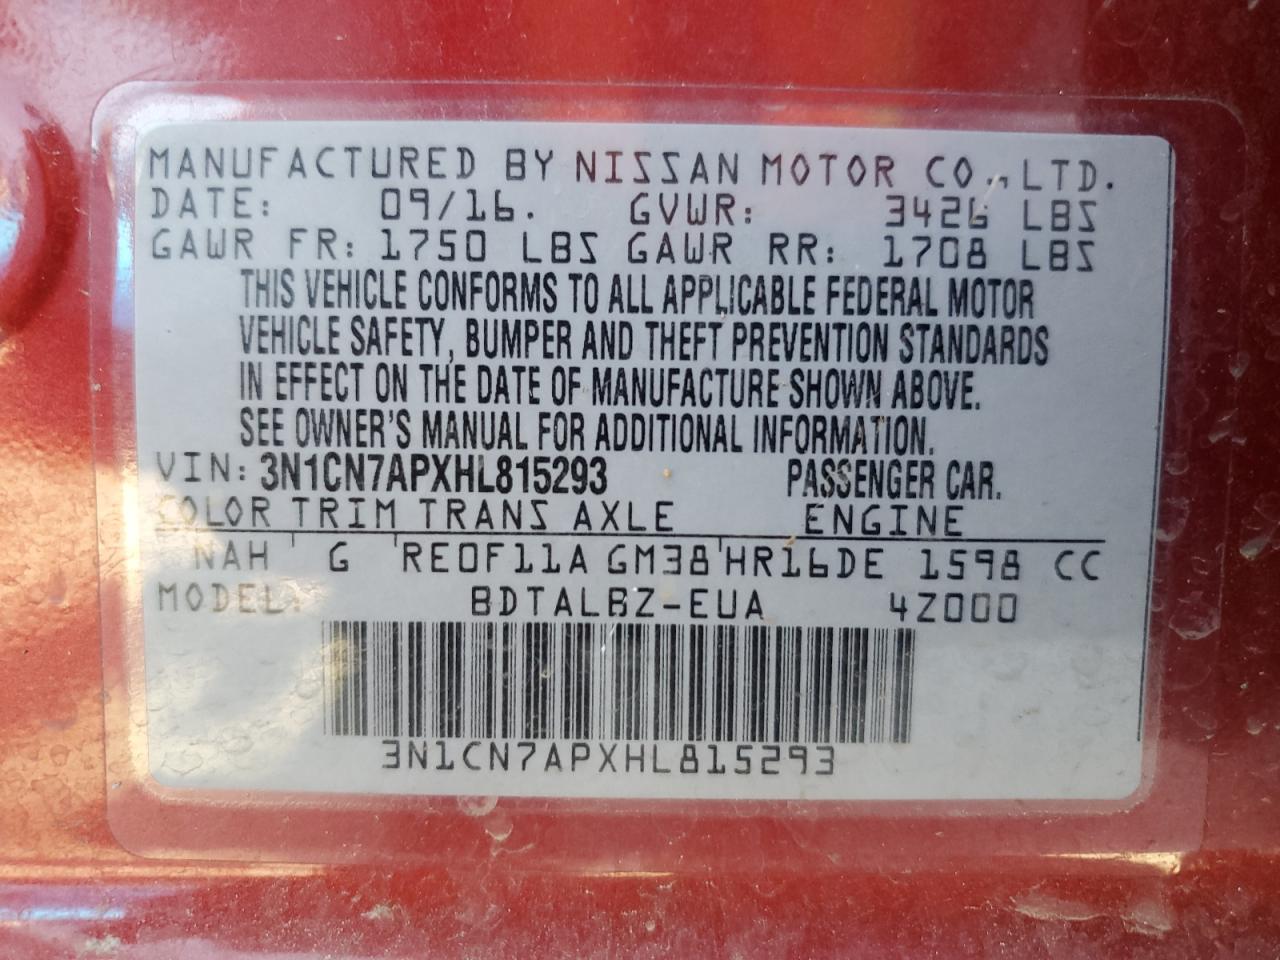 MANUFACTURED BY NISSAN MOTOR CO., LTD.
DATE: 09/16. GVWR: 3426 LBS
GAWR FR: 1750 LBS GAWR RR: 1708 LBS
THIS VEHICLE CONFORMS TO ALL APPLICABLE FEDERAL MOTOR
VEHICLE SAFETY, BUMPER AND THEFT PREVENTION STANDARDS
IN EFFECT ON THE DATE OF MANUFACTURE SHOWN ABOVE.
SEE OWNER'S MANUAL FOR ADDITIONAL INFORMATION.
VIN: 3N1CN7APXHL815293 PASSENGER CAR.
COLOR TRIM TRANS AXLE ENGINE
NAH G RE0F11A GM38 HR16DE 1598 CC
MODEL: BDTALBZ-EUA 4Z000
3N1CN7APXHL815293